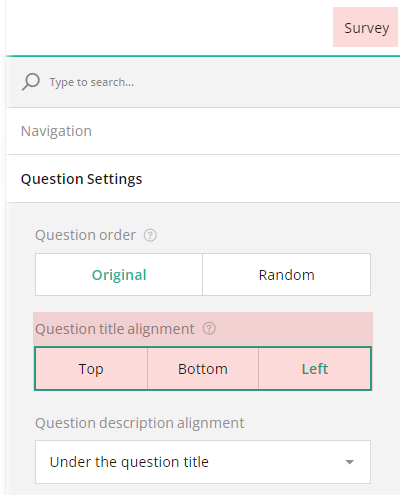 Survey
Type to search...
Navigation
Question Settings
Question order ?
Original Random
Question title alignment ?
Top Bottom Left
Question description alignment
Under the question title